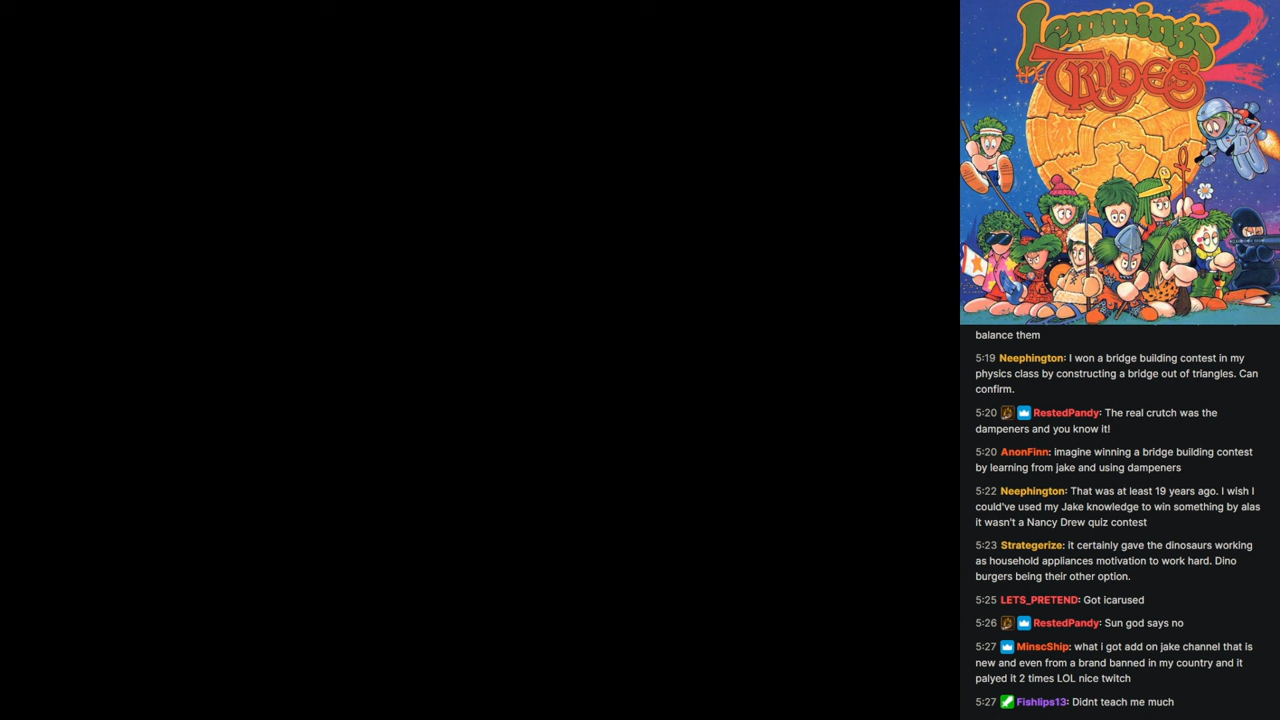 Lemmings 2
The TRIBES
balance them
5:19 Neephington: I won a bridge building contest in my
physics class by constructing a bridge out of triangles. Can
confirm.
5:20 RestedPandy: The real crutch was the
dampeners and you know it!
5:20 AnonFinn: imagine winning a bridge building contest
by learning from jake and using dampeners
5:22 Neephington: That was at least 19 years ago. I wish I
could've used my Jake knowledge to win something by alas
it wasn't a Nancy Drew quiz contest
5:23 Strategerize: it certainly gave the dinosaurs working
as household appliances motivation to work hard. Dino
burgers being their other option.
5:25 LETS_PRETEND: Got icarused
5:26 RestedPandy: Sun god says no
5:27 MinscShip: what i got add on jake channel that is
new and even from a brand banned in my country and it
palyed it 2 times LOL nice twitch
5:27 Fishlips13: Didnt teach me much